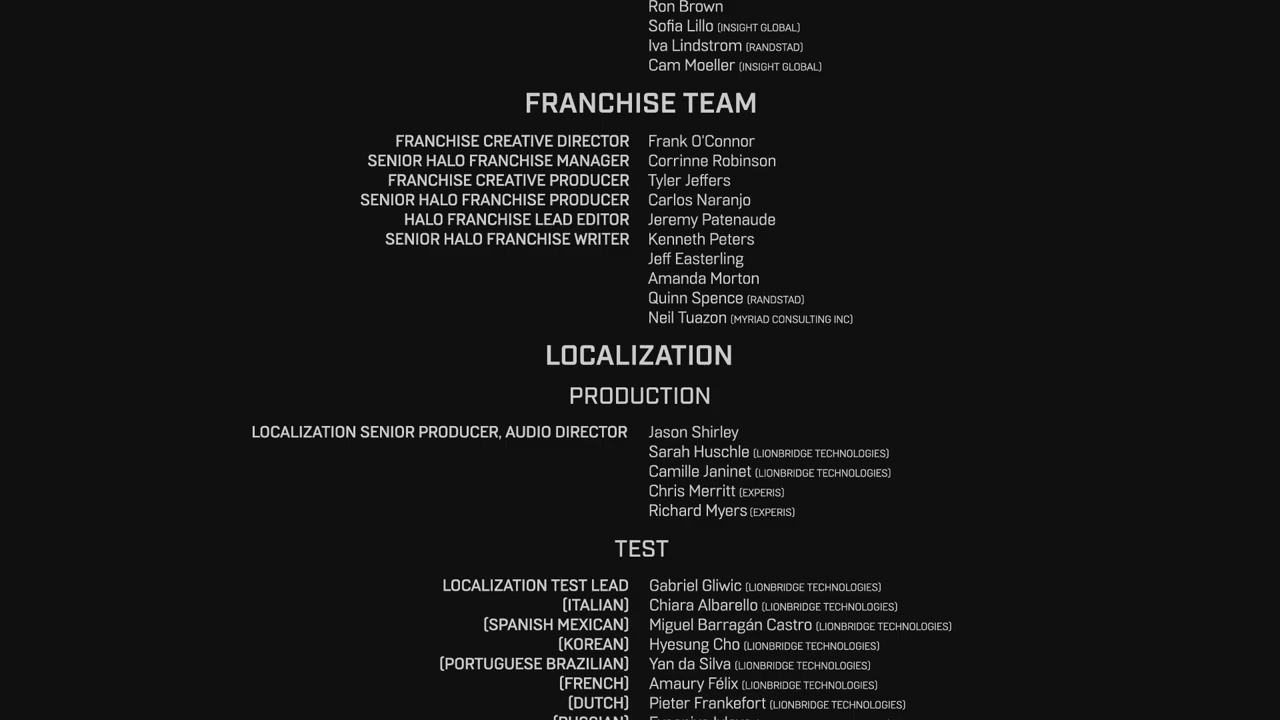 Ron Brown
Sofia Lillo (INSIGHT GLOBAL)
Iva Lindstrom (RANDSTAD)
Cam Moeller (INSIGHT GLOBAL)
FRANCHISE TEAM
FRANCHISE CREATIVE DIRECTOR Frank O'Connor
SENIOR HALO FRANCHISE MANAGER Corrinne Robinson
FRANCHISE CREATIVE PRODUCER Tyler Jeffers
SENIOR HALO FRANCHISE PRODUCER Carlos Naranjo
HALO FRANCHISE LEAD EDITOR Jeremy Patenaude
SENIOR HALO FRANCHISE WRITER Kenneth Peters
Jeff Easterling
Amanda Morton
Quinn Spence (RANDSTAD)
Neil Tuazon (MYRIAD CONSULTING INC)
LOCALIZATION
PRODUCTION
LOCALIZATION SENIOR PRODUCER, AUDIO DIRECTOR Jason Shirley
Sarah Huschle (LIONBRIDGE TECHNOLOGIES)
Camille Janinet (LIONBRIDGE TECHNOLOGIES)
Chris Merritt (EXPERIS)
Richard Myers (EXPERIS)
TEST
LOCALIZATION TEST LEAD Gabriel Gliwic (LIONBRIDGE TECHNOLOGIES)
(ITALIAN) Chiara Albarello (LIONBRIDGE TECHNOLOGIES)
(SPANISH MEXICAN) Miguel Barragán Castro (LIONBRIDGE TECHNOLOGIES)
(KOREAN) Hyesung Cho (LIONBRIDGE TECHNOLOGIES)
(PORTUGUESE BRAZILIAN) Yan da Silva (LIONBRIDGE TECHNOLOGIES)
(FRENCH) Amaury Félix (LIONBRIDGE TECHNOLOGIES)
(DUTCH) Pieter Frankefort (LIONBRIDGE TECHNOLOGIES)